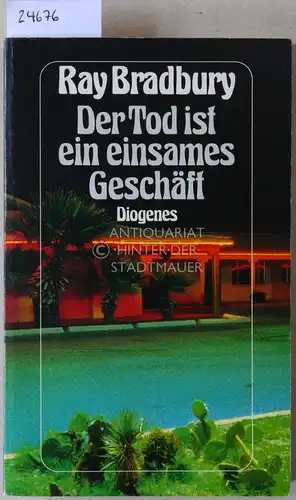 24676
Ray Bradbury
Der Tod ist
ein einsames
Geschäft
Diogenes
ANTIQUARIAT
© HINTER·DER·
STADTMAUER